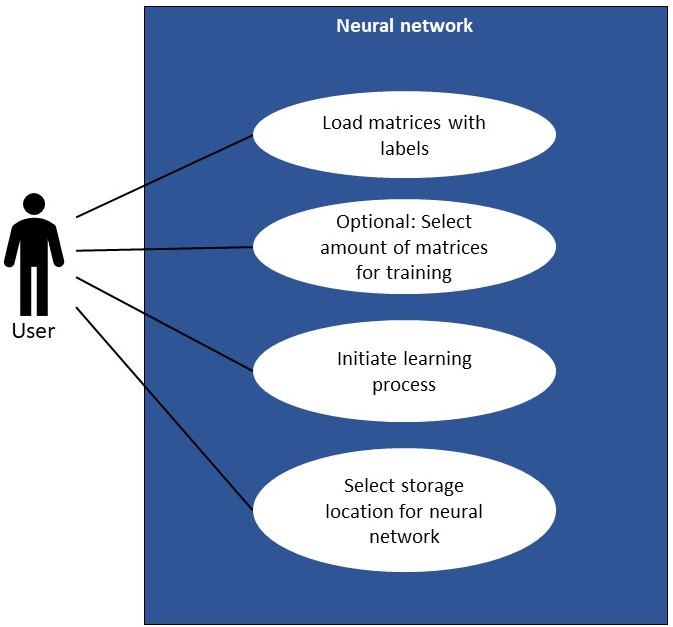 Neural network
Load matrices with
labels
Optional: Select
amount of matrices
for training
User
Initiate learning
process
Select storage
location for neural
network